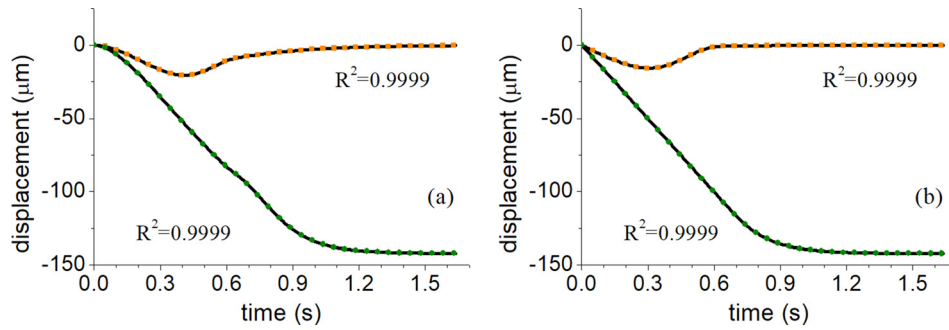 0
-50
-100
-150
displacement (μm)
R²=0.9999
(a)
R²=0.9999
0.0 0.3 0.6 0.9 1.2 1.5
time (s)
0
-50
-100
-150
displacement (μm)
R²=0.9999
(b)
R²=0.9999
0.0 0.3 0.6 0.9 1.2 1.5
time (s)